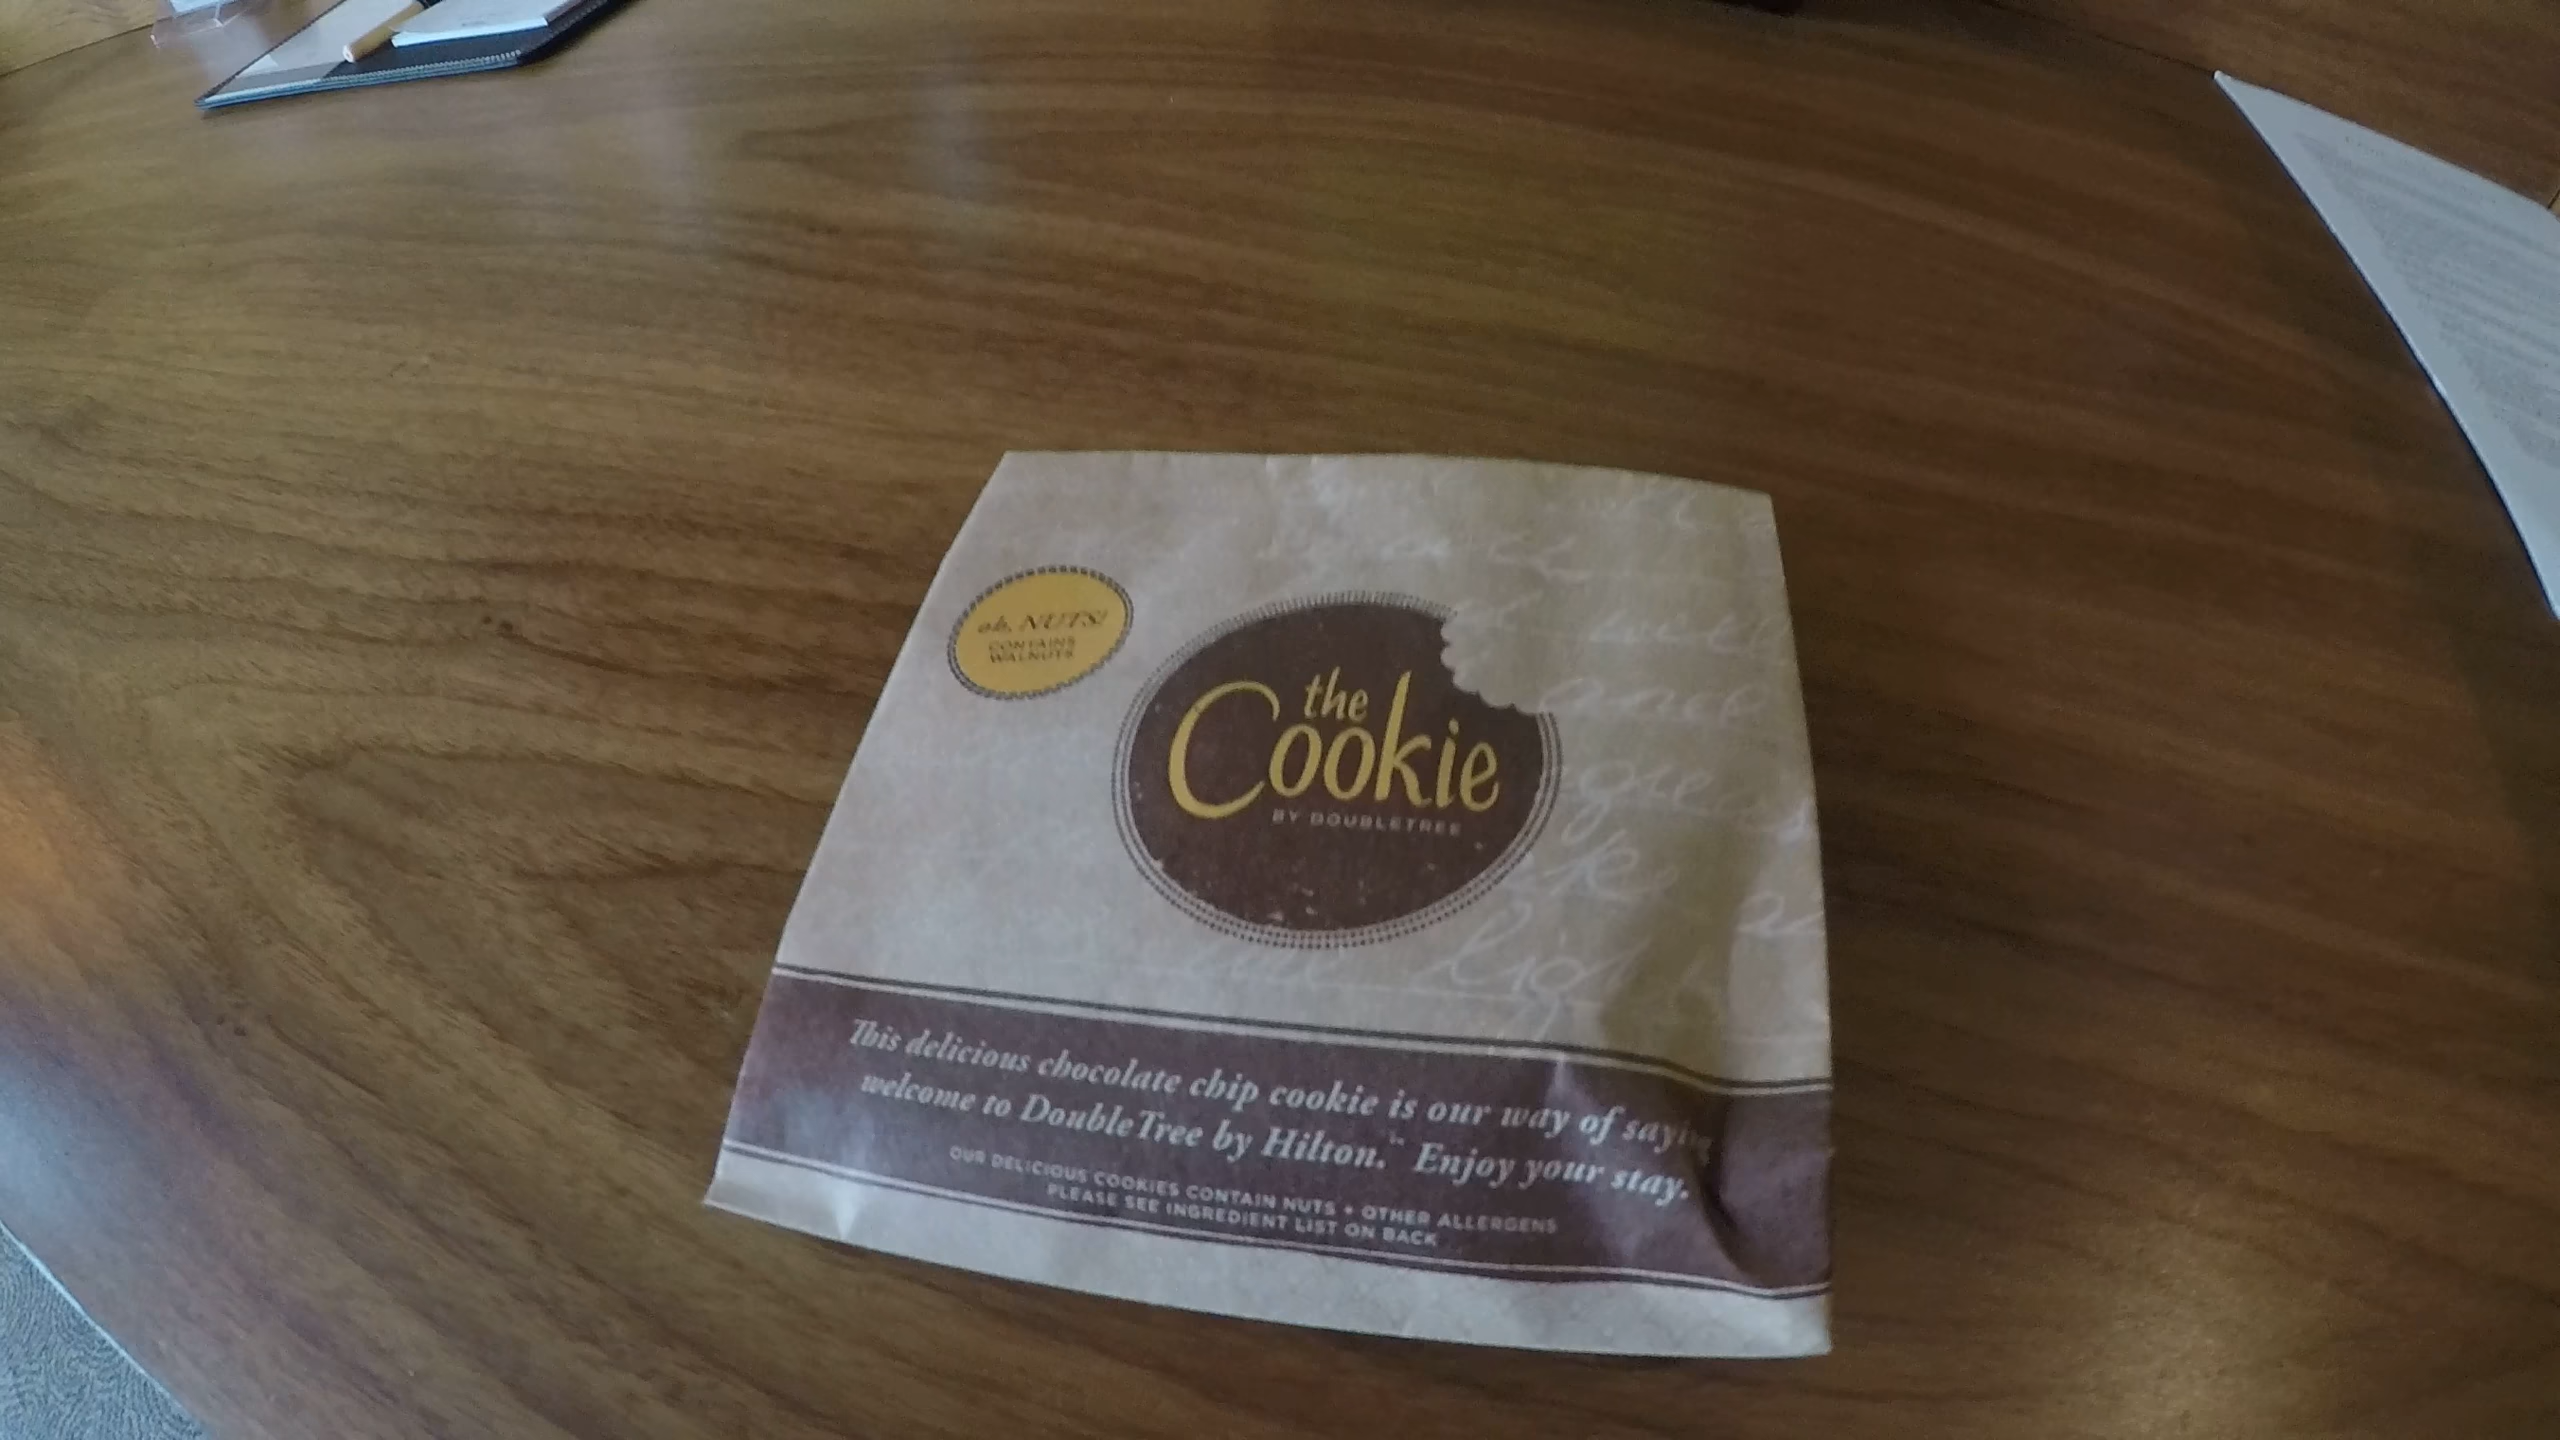 oh, NUTS!
CONTAINS
WALNUTS
the
Cookie
BY DOUBLETREE
This delicious chocolate chip cookie is our way of saying
welcome to DoubleTree by Hilton.™ Enjoy your stay.
OUR DELICIOUS COOKIES CONTAIN NUTS • OTHER ALLERGENS
PLEASE SEE INGREDIENT LIST ON BACK